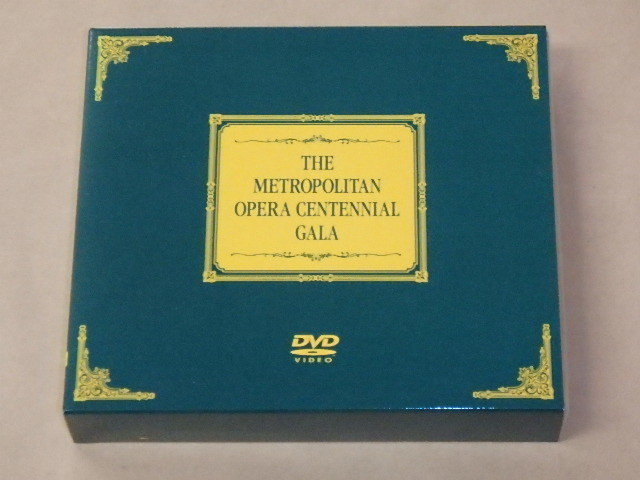 THE
METROPOLITAN
OPERA CENTENNIAL
GALA
DVD
VIDEO